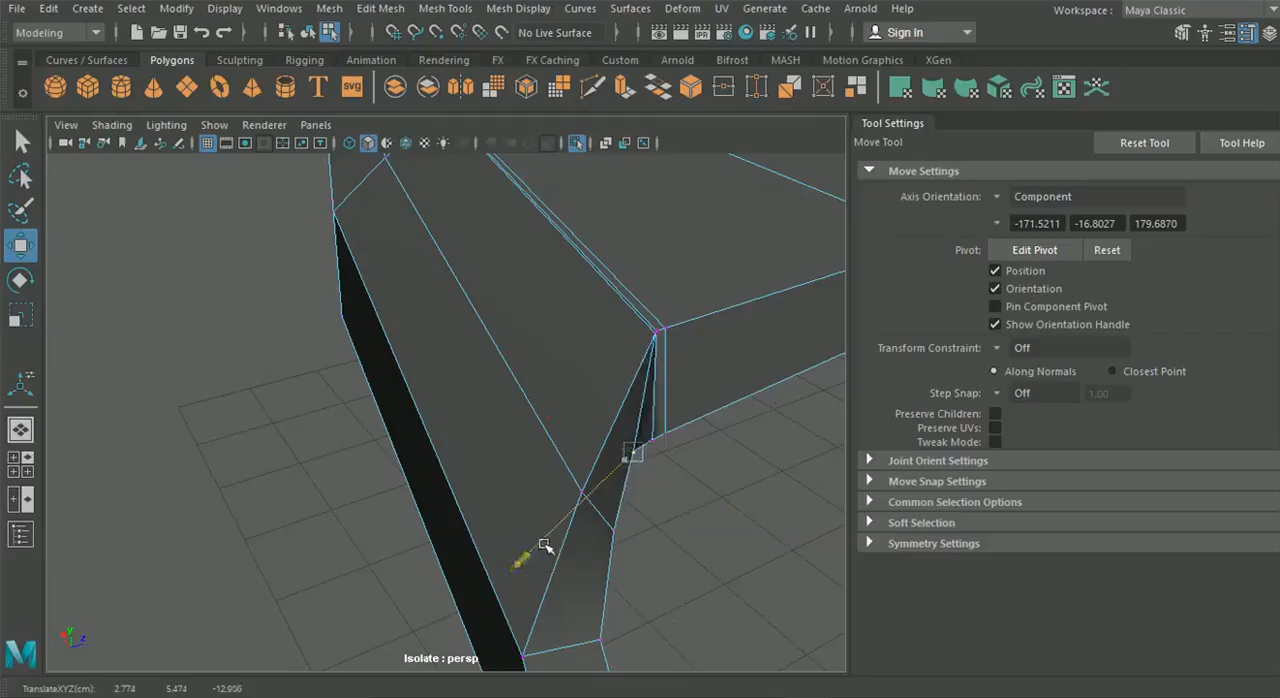 File Edit Create Select Modify Display Windows Mesh Edit Mesh Mesh Tools Mesh Display Curves Surfaces Deform UV Generate Cache Arnold Help Workspace : Maya Classic
Modeling No Live Surface Sign In
Curves / Surfaces Polygons Sculpting Rigging Animation Rendering FX FX Caching Custom Arnold Bifrost MASH Motion Graphics XGen
T SVG
View Shading Lighting Show Renderer Panels
Tool Settings
Move Tool Reset Tool Tool Help
Move Settings
Axis Orientation: Component
-171.5211 -16.8027 179.6870
Pivot: Edit Pivot Reset
Position
Orientation
Pin Component Pivot
Show Orientation Handle
Transform Constraint: Off
Along Normals Closest Point
Step Snap: Off 1.00
Preserve Children:
Preserve UVs:
Tweak Mode:
Joint Orient Settings
Move Snap Settings
Common Selection Options
Soft Selection
Symmetry Settings
y z
Isolate : persp
M
TranslateXYZ(cm): 2.774 5.474 -12.906